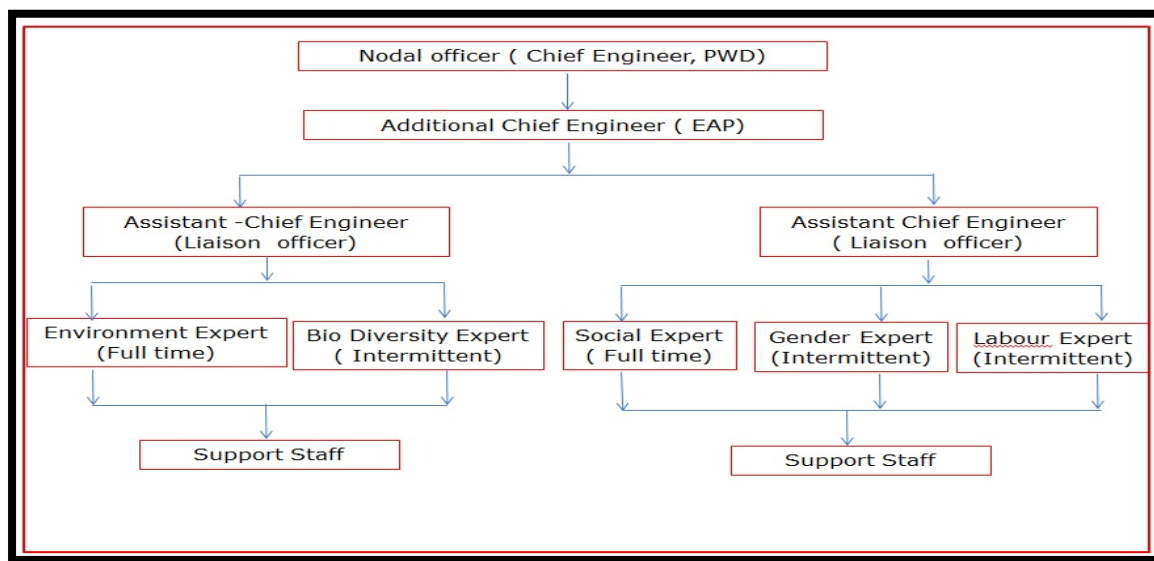 Nodal officer ( Chief Engineer, PWD)
Additional Chief Engineer ( EAP)
Assistant -Chief Engineer
(Liaison officer)
Assistant Chief Engineer
( Liaison officer)
Environment Expert
(Full time)
Bio Diversity Expert
( Intermittent)
Social Expert
( Full time)
Gender Expert
(Intermittent)
Labour Expert
(Intermittent)
Support Staff
Support Staff